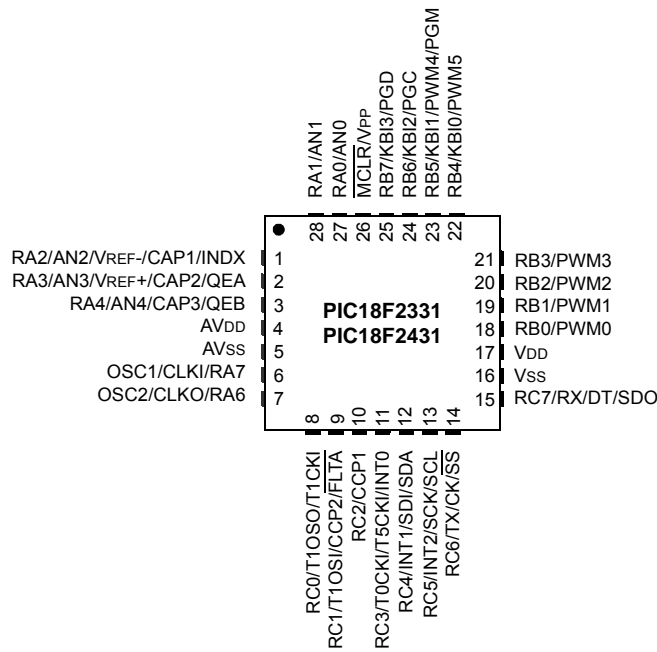 RA1/AN1
RA0/AN0
MCLR/VPP
RB7/KBI3/PGD
RB6/KBI2/PGC
RB5/KBI1/PWM4/PGM
RB4/KBI0/PWM5
28
27
26
25
24
23
22
RA2/AN2/VREF-/CAP1/INDX 1
RA3/AN3/VREF+/CAP2/QEA 2
RA4/AN4/CAP3/QEB 3
AVDD 4
AVSS 5
OSC1/CLKI/RA7 6
OSC2/CLKO/RA6 7
PIC18F2331
PIC18F2431
21 RB3/PWM3
20 RB2/PWM2
19 RB1/PWM1
18 RB0/PWM0
17 VDD
16 VSS
15 RC7/RX/DT/SDO
8
9
10
11
12
13
14
RC0/T1OSO/T1CKI
RC1/T1OSI/CCP2/FLTA
RC2/CCP1
RC3/T0CKI/T5CKI/INT0
RC4/INT1/SDI/SDA
RC5/INT2/SCK/SCL
RC6/TX/CK/SS